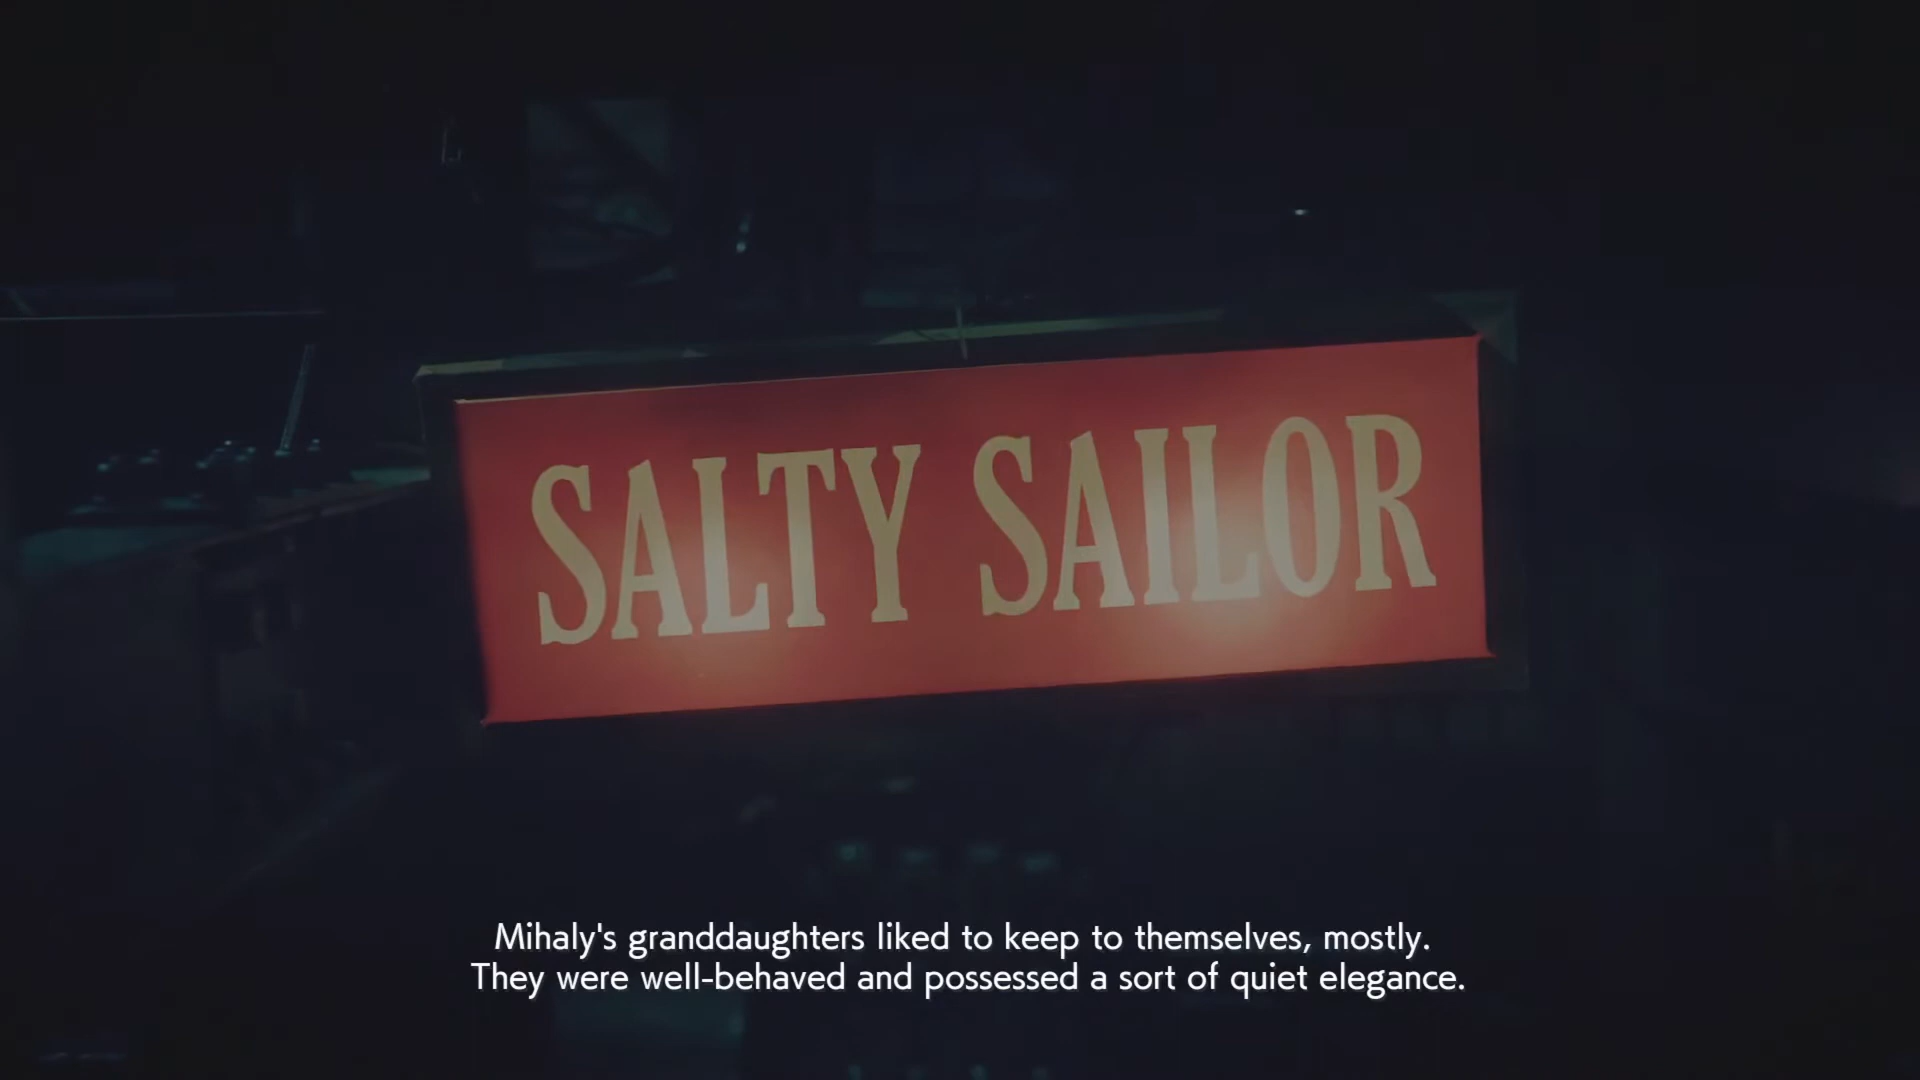 SALTY SAILOR
Mihaly's granddaughters liked to keep to themselves, mostly.
They were well-behaved and possessed a sort of quiet elegance.